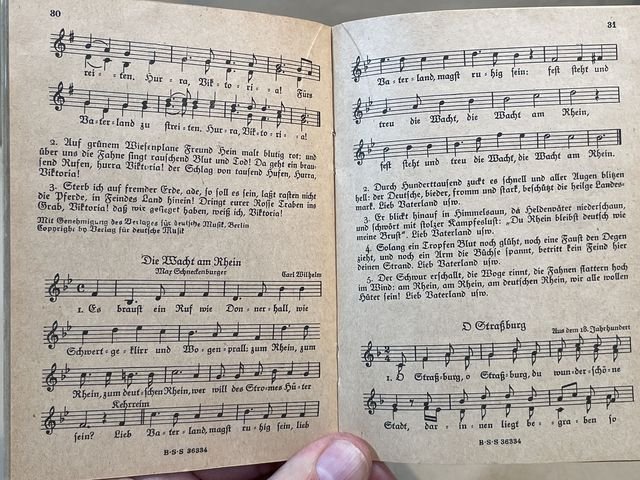 30
rei = = ten, Hur = ra, Vik = to = ri = a! Fürs
Va=ter=land zu strei = ten, Hur=ra, Vik=to=ri = a!
2. Auf grünem Wiesenplane Freund Hein malt blutig rot; und
über uns die Fahne singt rauschend Blut und Tod! Da geht ein brau-
send Rufen, hurra Viktoria! der Schlag von tausend Hufen, Hurra,
Viktoria!
3. Sterb ich auf fremder Erde, ade, so soll es sein, laßt rasten nicht
die Pferde, in Feindes Land hinein! Dringt eurer Rosse Traben ins
Grab, Viktoria! daß wir gesieget haben, weiß ich, Viktoria!
Mit Genehmigung des Verlages für deutsche Musik, Berlin
Copyright by Verlag für deutsche Musik
Die Wacht am Rhein
Max Schneckenburger Carl Wilhelm
1. Es braust ein Ruf wie Don = ner= hall, wie
Schwert = ge = klirr und Wo = gen=prall: zum Rhein, zum
Rhein, zum deut=schen Rhein, wer will des Stro=mes Hü=ter
Kehrreim
sein? Lieb Va = ter = land, magst ru = hig sein, lieb
B·S·S 36334
31
Va=ter=land, magst ru = hig sein: fest steht und
treu die Wacht, die Wacht am Rhein,
fest steht und treu die Wacht, die Wacht am Rhein.
2. Durch Hunderttausend zuckt es schnell und aller Augen blitzen
hell: der Deutsche, bieder, fromm und stark, beschützt die heilge Landes-
mark. Lieb Vaterland usw.
3. Er blickt hinauf in Himmelsaun, da Heldenväter niederschaun,
und schwört mit stolzer Kampfeslust: „Du Rhein bleibst deutsch wie
meine Brust“. Lieb Vaterland usw.
4. Solang ein Tropfen Blut noch glüht, noch eine Faust den Degen
zieht, und noch ein Arm die Büchse spannt, betritt kein Feind hier
deinen Strand. Lieb Vaterland usw.
5. Der Schwur erschallt, die Woge rinnt, die Fahnen flattern hoch
im Wind: am Rhein, am Rhein, am deutschen Rhein, wir alle wollen
Hüter sein! Lieb Vaterland usw.
O Straßburg
Aus dem 18. Jahrhundert
1. O Straß=burg, o Straß=burg, du wun=der=schö=ne
Stadt, dar = in = nen liegt be = gra = ben so
B·S·S 36334